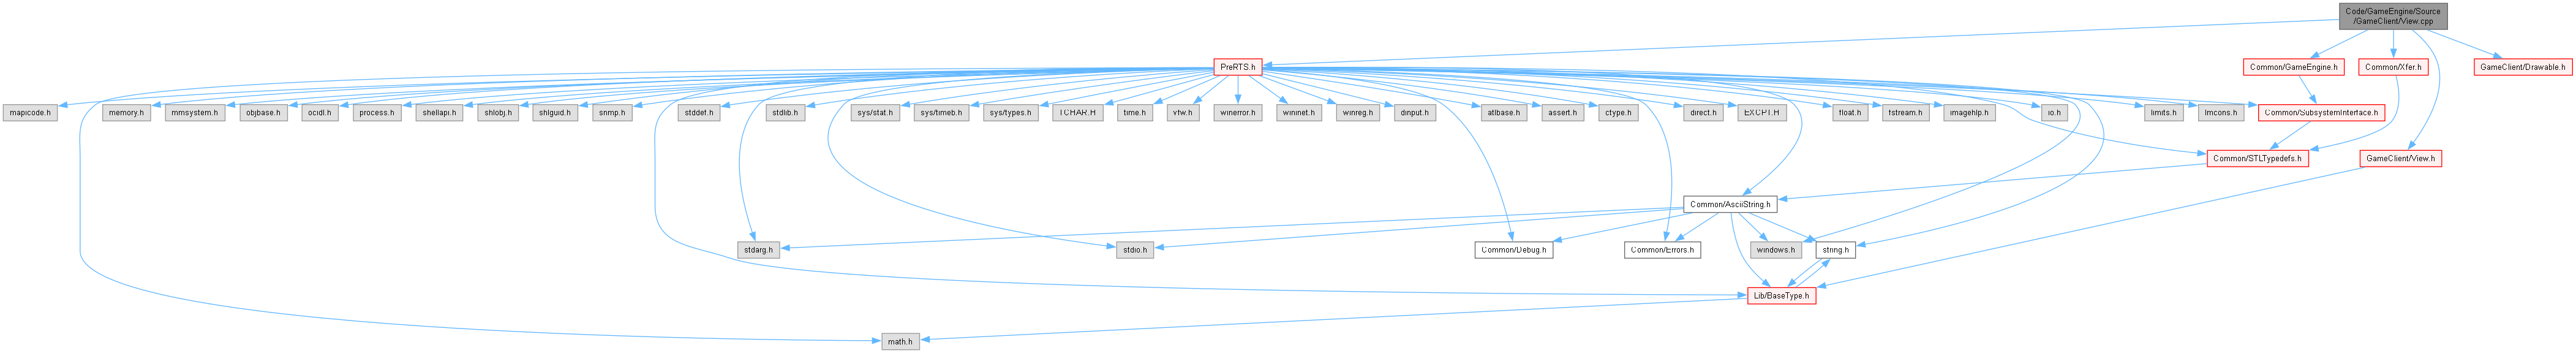 Code/GameEngine/Source
/GameClient/View.cpp
PreRTS.h
Common/GameEngine.h
Common/Xfer.h
GameClient/Drawable.h
mapicode.h
memory.h
mmsystem.h
objbase.h
ocidl.h
process.h
shellapi.h
shlobj.h
shlguid.h
snmp.h
stddef.h
stdlib.h
sys/stat.h
sys/timeb.h
sys/types.h
TCHAR.H
time.h
vfw.h
winerror.h
wininet.h
winreg.h
dinput.h
atlbase.h
assert.h
ctype.h
direct.h
EXCPT.H
float.h
fstream.h
imagehlp.h
io.h
limits.h
lmcons.h
Common/SubsystemInterface.h
Common/STLTypedefs.h
GameClient/View.h
Common/AsciiString.h
stdarg.h
stdio.h
Common/Debug.h
Common/Errors.h
windows.h
string.h
Lib/BaseType.h
math.h